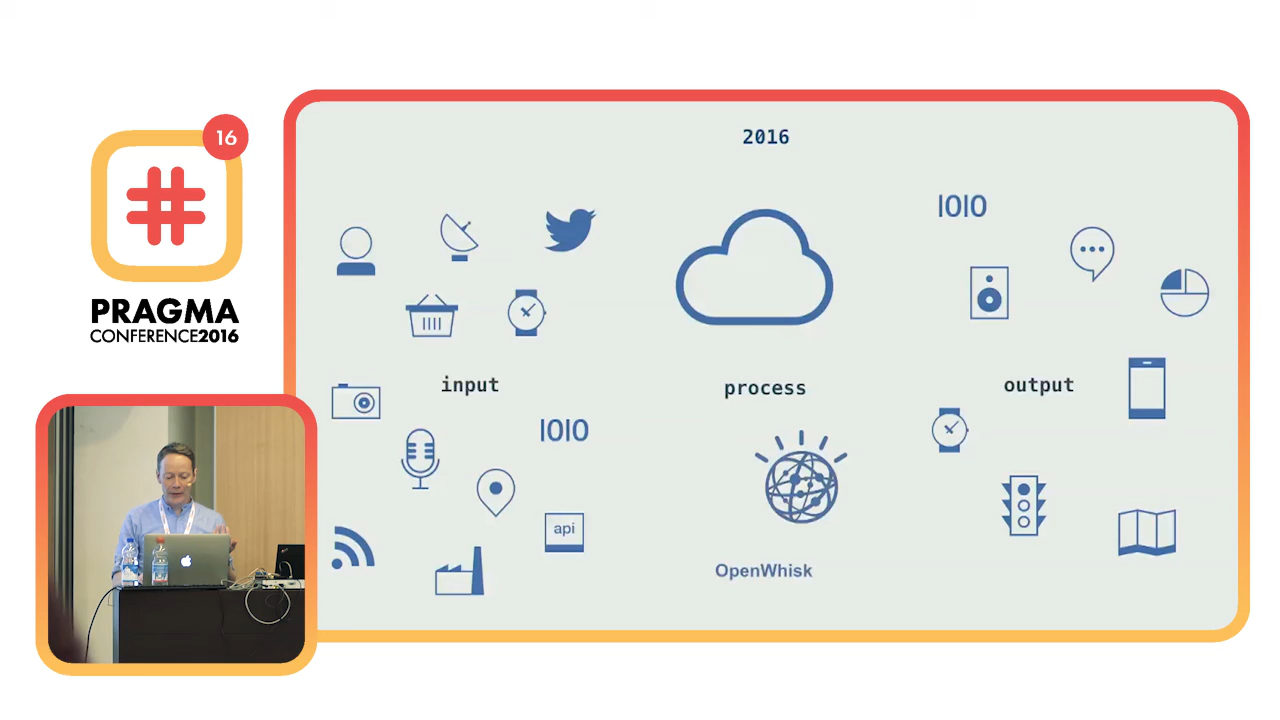 16
PRAGMA
CONFERENCE2016
2016
IOIO
input
process
output
IOIO
api
OpenWhisk